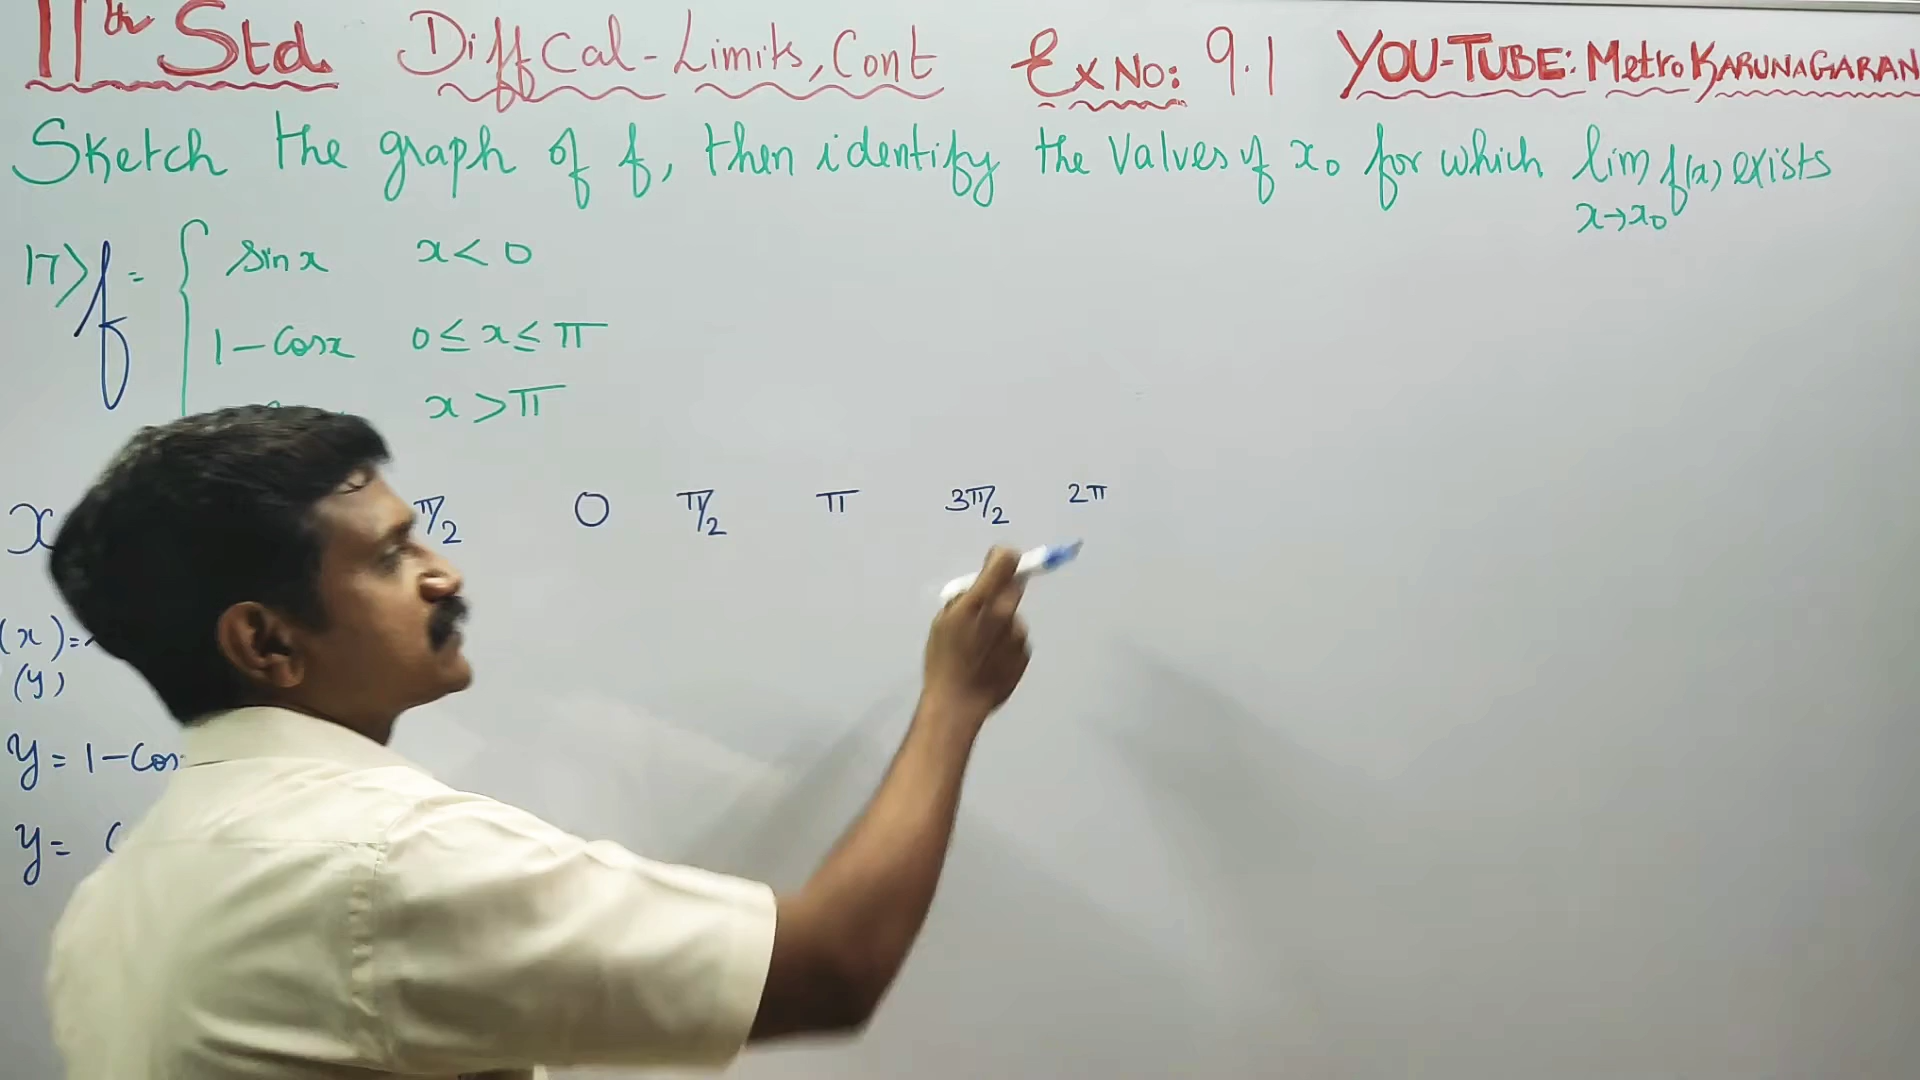 11th Std Diff Cal - Limits, Cont Ex No: 9.1 YOU-TUBE: Metro KARUNAGARAN
Sketch the graph of f, then identify the values of x₀ for which lim f(x) exists
x→x₀
17) f = { sin x x < 0
1 - Cos x 0 ≤ x ≤ π
x > π
x π/2 0 π/2 π 3π/2 2π
(x) =
(y)
y = 1 - Cos
y =